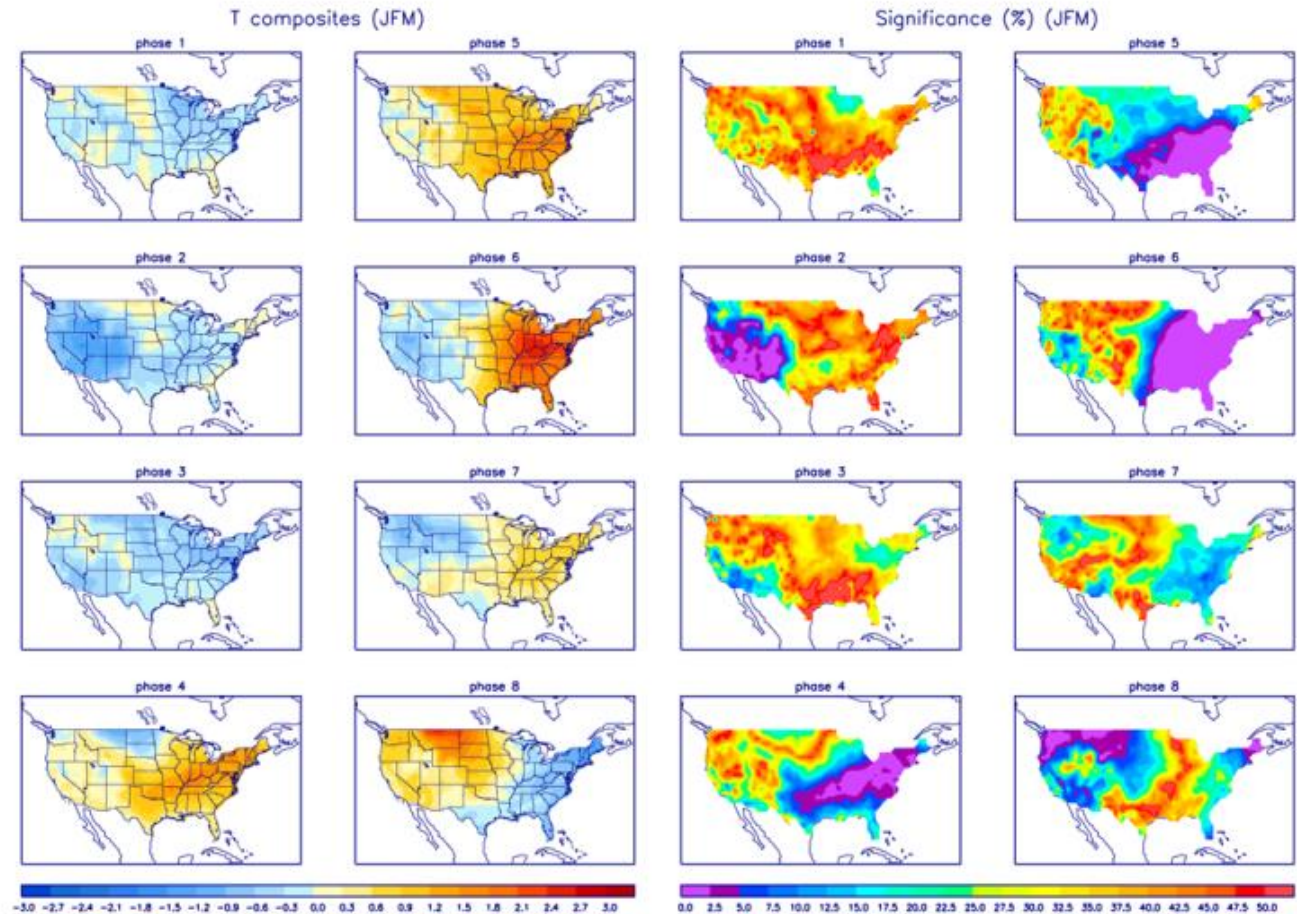 T composites (JFM)
Significance (%) (JFM)
phase 1
phase 5
phase 1
phase 5
phase 2
phase 6
phase 2
phase 6
phase 3
phase 7
phase 3
phase 7
phase 4
phase 8
phase 4
phase 8
-3.0 -2.7 -2.4 -2.1 -1.8 -1.5 -1.2 -0.9 -0.6 -0.3 0.0 0.3 0.6 0.9 1.2 1.5 1.8 2.1 2.4 2.7 3.0
0.0 2.5 5.0 7.5 10.0 12.5 15.0 17.5 20.0 22.5 25.0 27.5 30.0 32.5 35.0 37.5 40.0 42.5 45.0 47.5 50.0